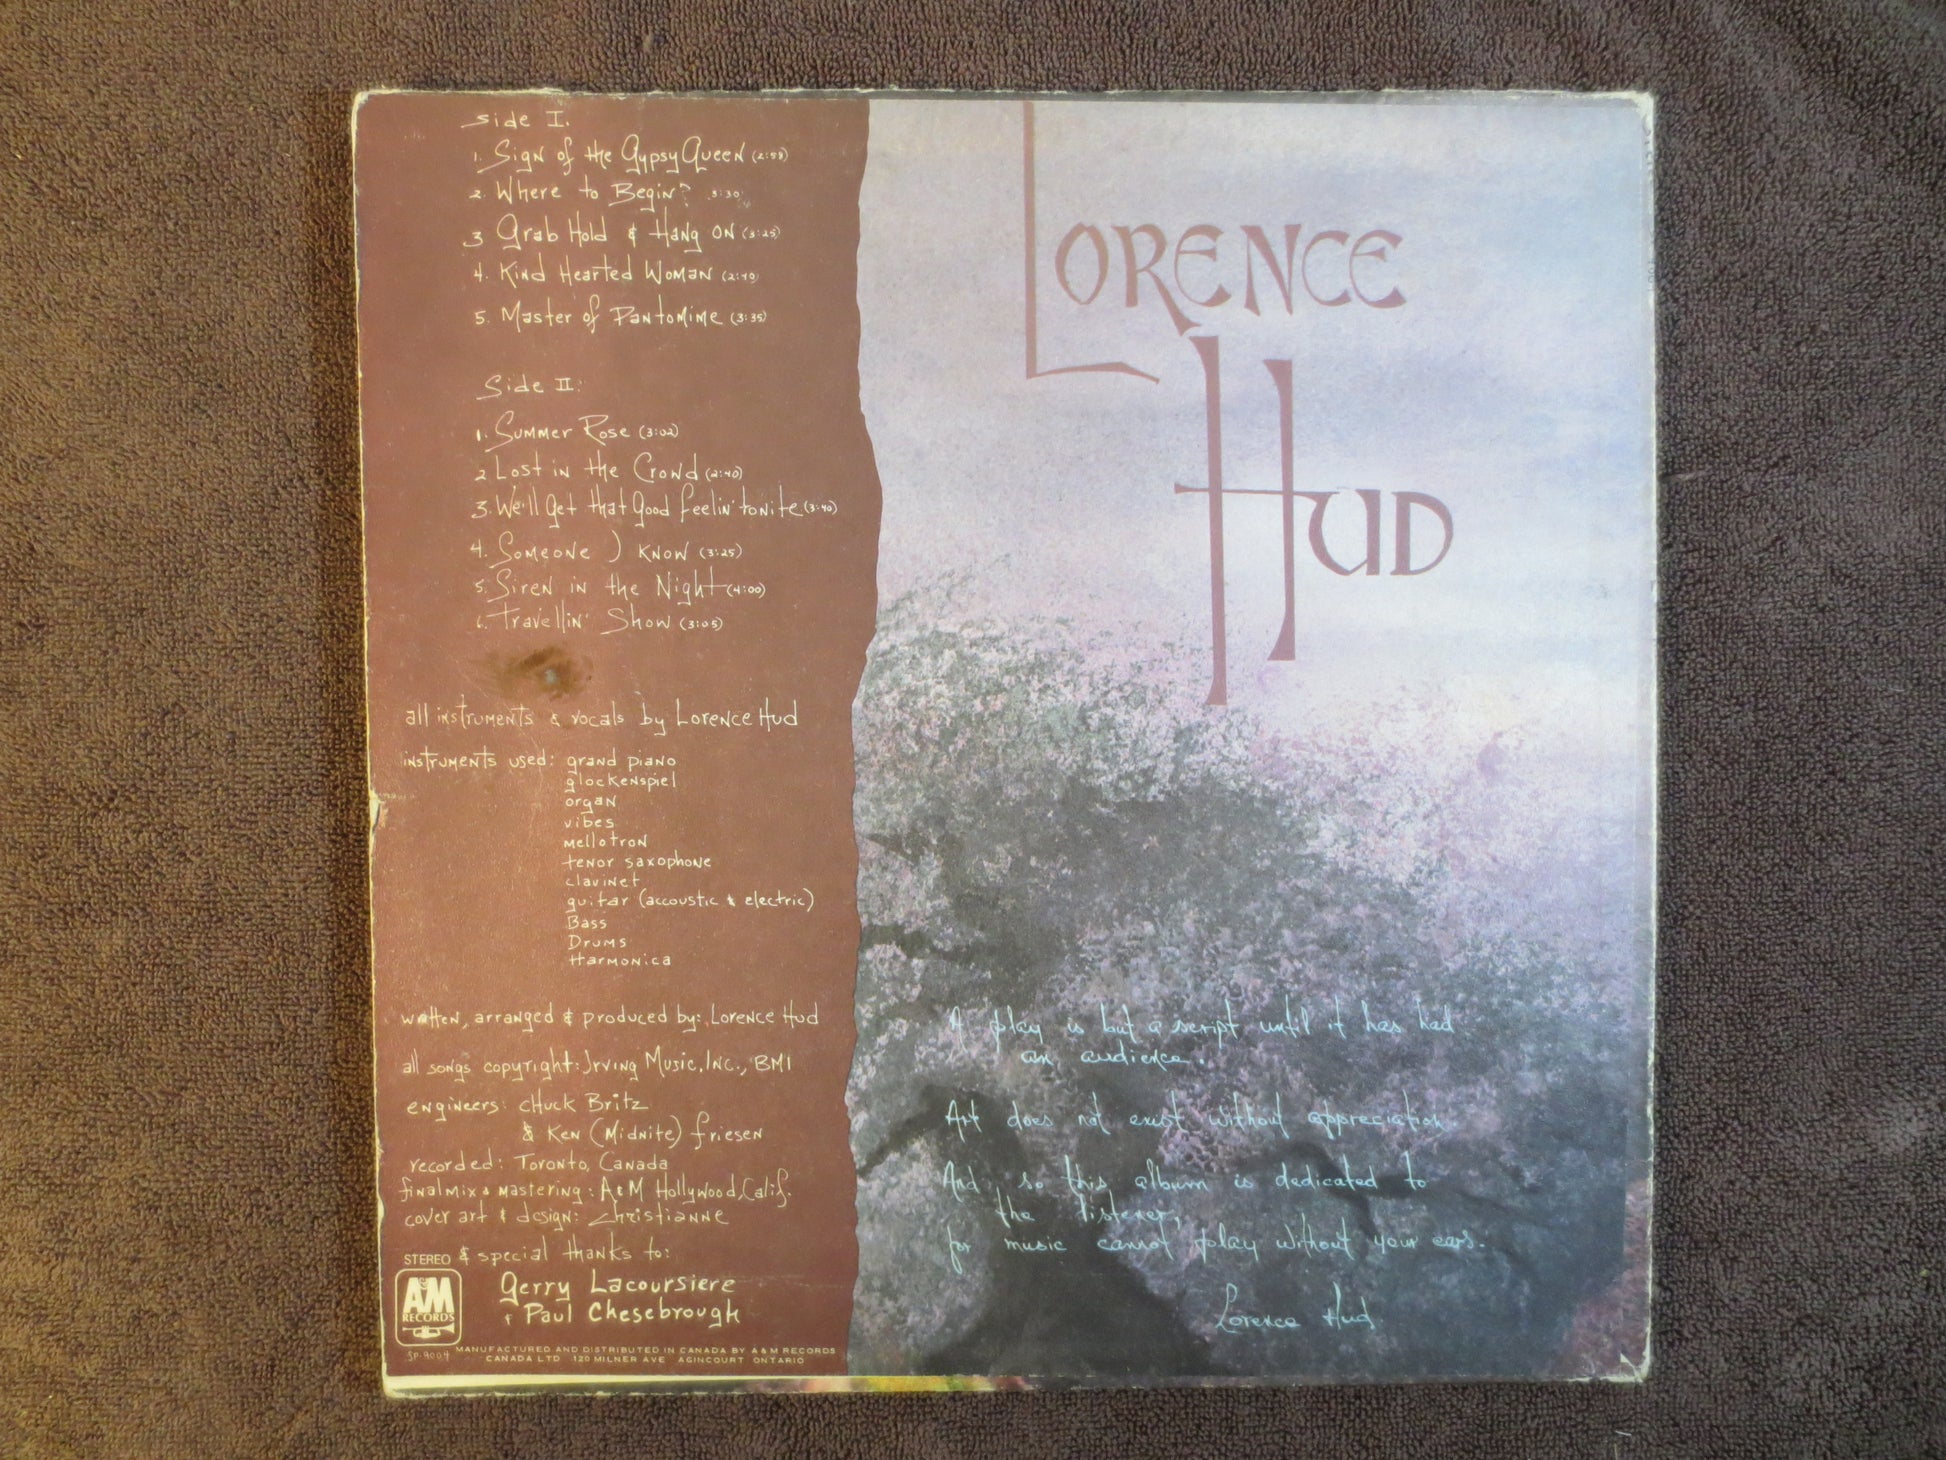 Side I.
1. Sign of the Gypsy Queen (2:58)
2. Where to Begin? 3:30
3 Grab Hold & Hang On (3:25)
4. Kind Hearted Woman (2:40)
5. Master of Pantomime (3:35)
Side II:
1. Summer Rose (3:02)
2 Lost in the Crowd (2:40)
3. We'll Get that Good feelin' tonite (3:40)
4. Someone I Know (3:25)
5. Siren in the Night (4:00)
6. Travellin' Show (3:05)
all instruments & vocals by Lorence Hud
instruments used: grand piano
glockenspiel
organ
vibes
mellotron
tenor saxophone
clavinet
guitar (accoustic & electric)
Bass
Drums
Harmonica
written, arranged & produced by: Lorence Hud
all songs copyright: Irving Music, Inc., BMI
engineers: Chuck Britz
& Ken (Midnite) friesen
recorded: Toronto, Canada
final mix & mastering: A&M Hollywood, Calif.
cover art & design: Christianne
STEREO & special thanks to:
Gerry Lacoursiere
+ Paul Chesebrough
A&M
RECORDS
SP-9004
MANUFACTURED AND DISTRIBUTED IN CANADA BY A & M RECORDS
CANADA LTD 120 MILNER AVE AGINCOURT ONTARIO
LORENCE
HUD
A play is but a script until it has had
an audience.
Art does not exist without appreciation.
And so this album is dedicated to
the listener,
for music cannot play without your ears.
Lorence Hud